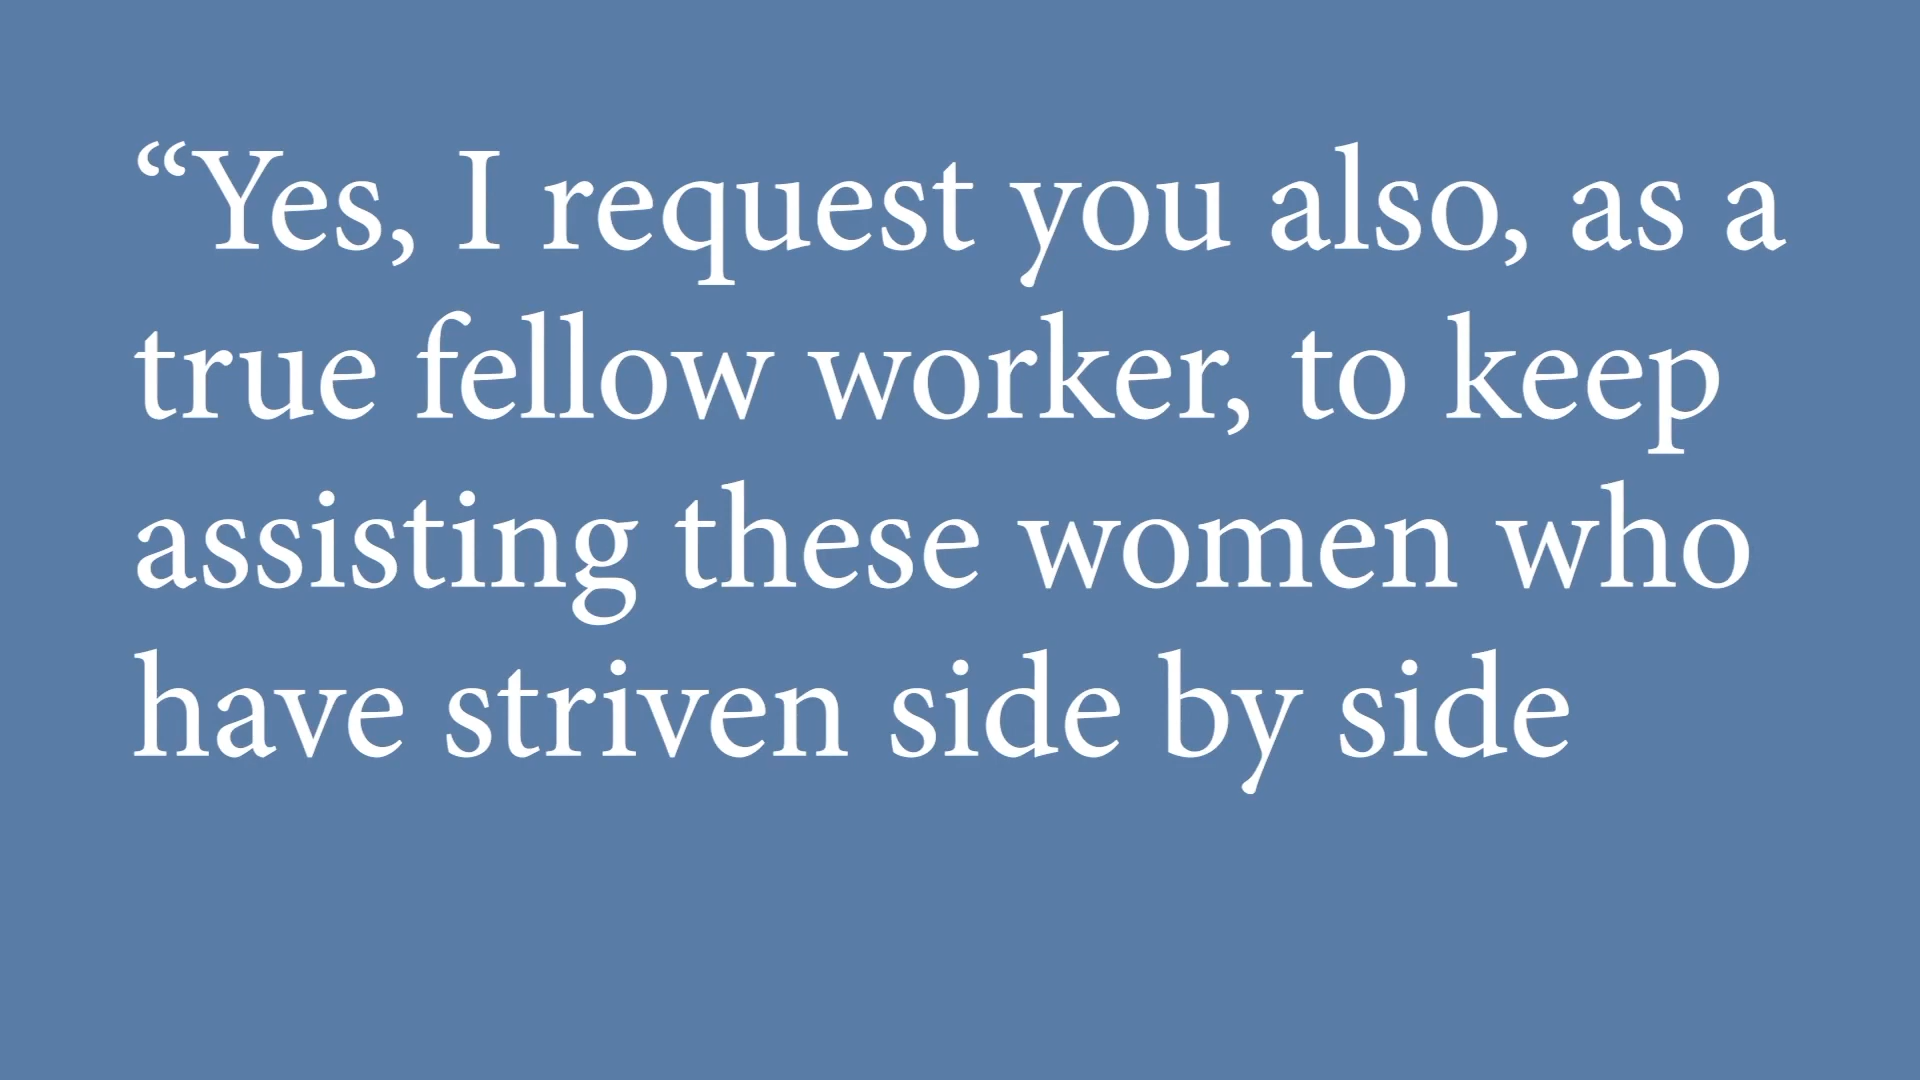 “Yes, I request you also, as a
true fellow worker, to keep
assisting these women who
have striven side by side